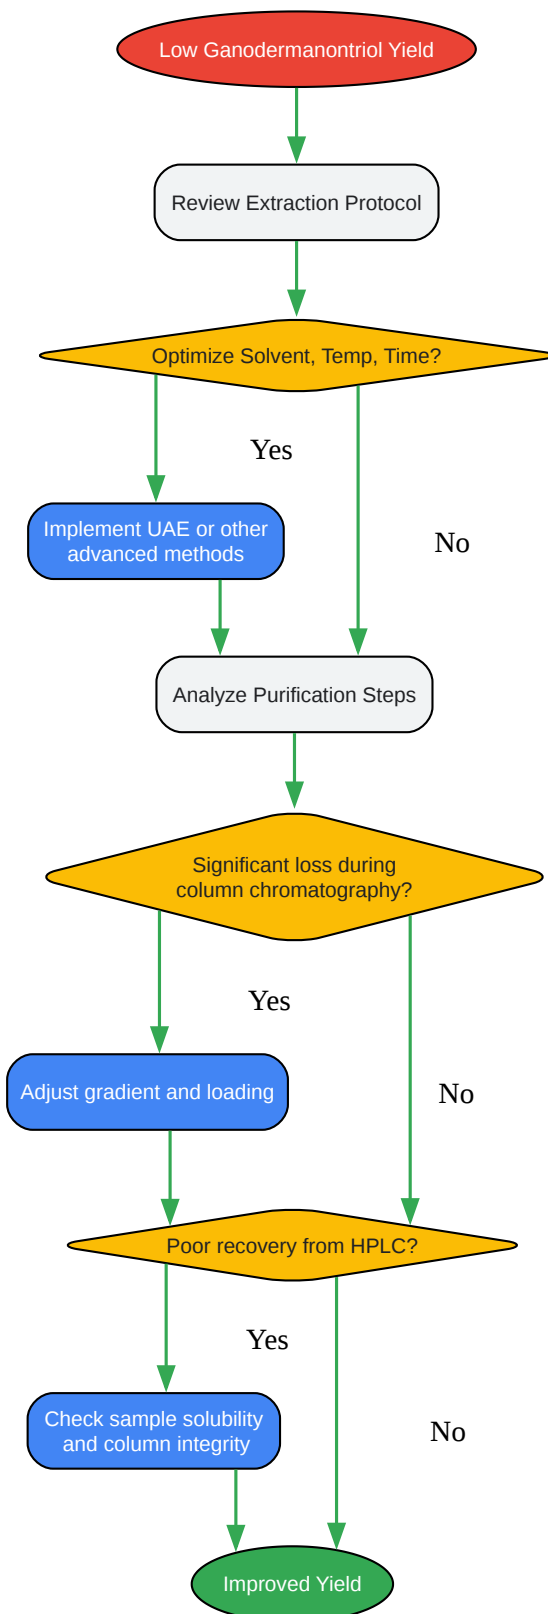 Low Ganodermanontriol Yield
Review Extraction Protocol
Optimize Solvent, Temp, Time?
Yes
Implement UAE or other
advanced methods
No
Analyze Purification Steps
Significant loss during
column chromatography?
Yes
Adjust gradient and loading
No
Poor recovery from HPLC?
Yes
Check sample solubility
and column integrity
No
Improved Yield